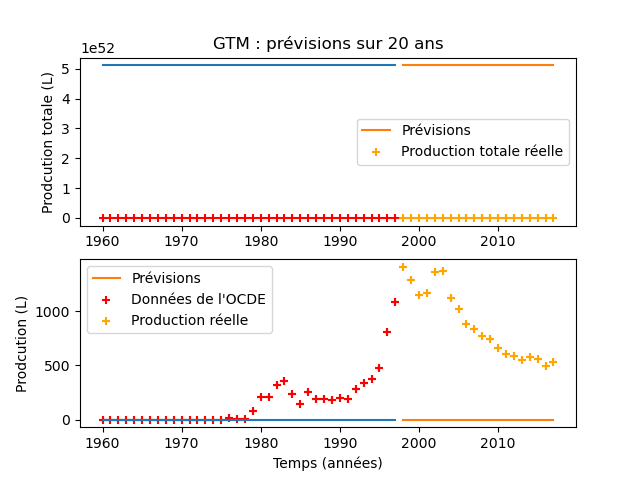 GTM : prévisions sur 20 ans
1e52
Prodcution totale (L)
5
4
3
2
1
0
Prévisions
Production totale réelle
1960 1970 1980 1990 2000 2010
Prodcution (L)
1000
500
0
Prévisions
Données de l'OCDE
Production réelle
1960 1970 1980 1990 2000 2010
Temps (années)